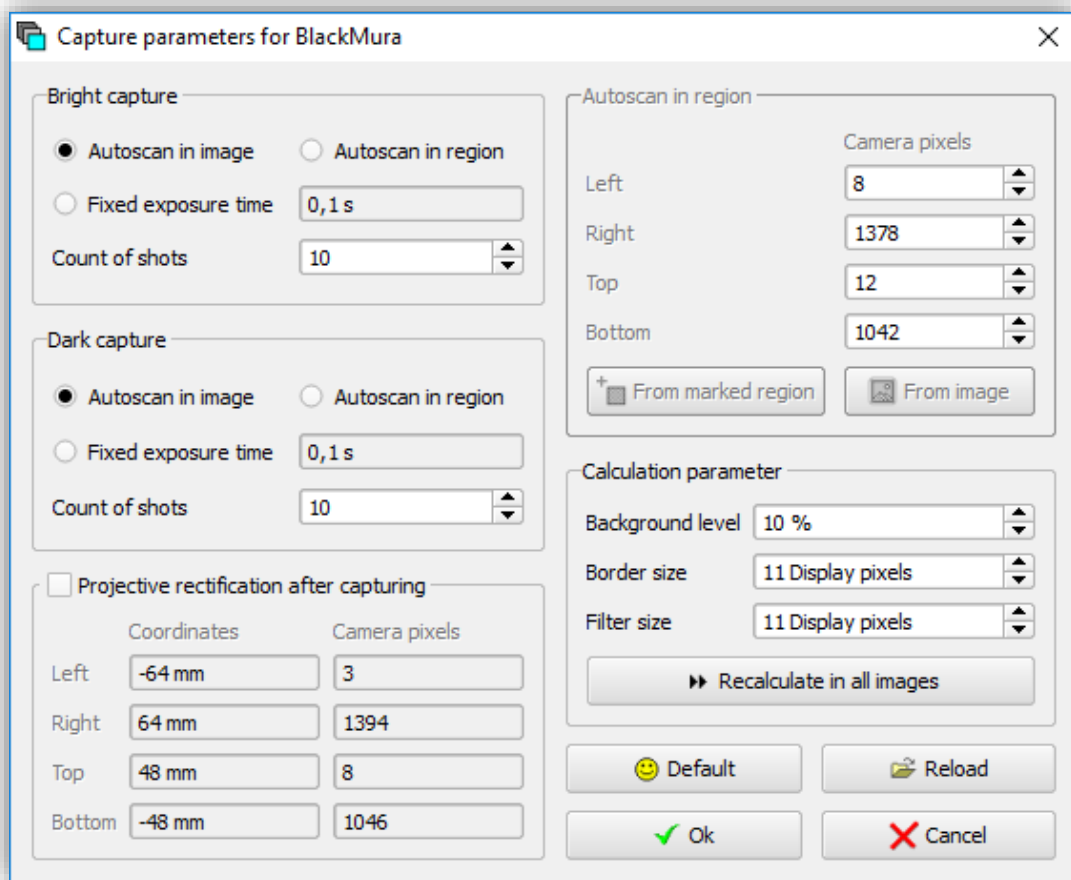 Capture parameters for BlackMura
Bright capture
Autoscan in image Autoscan in region
Fixed exposure time 0,1 s
Count of shots 10
Dark capture
Autoscan in image Autoscan in region
Fixed exposure time 0,1 s
Count of shots 10
Projective rectification after capturing
Coordinates Camera pixels
Left -64 mm 3
Right 64 mm 1394
Top 48 mm 8
Bottom -48 mm 1046
Autoscan in region
Camera pixels
Left 8
Right 1378
Top 12
Bottom 1042
From marked region From image
Calculation parameter
Background level 10 %
Border size 11 Display pixels
Filter size 11 Display pixels
Recalculate in all images
Default Reload
Ok Cancel